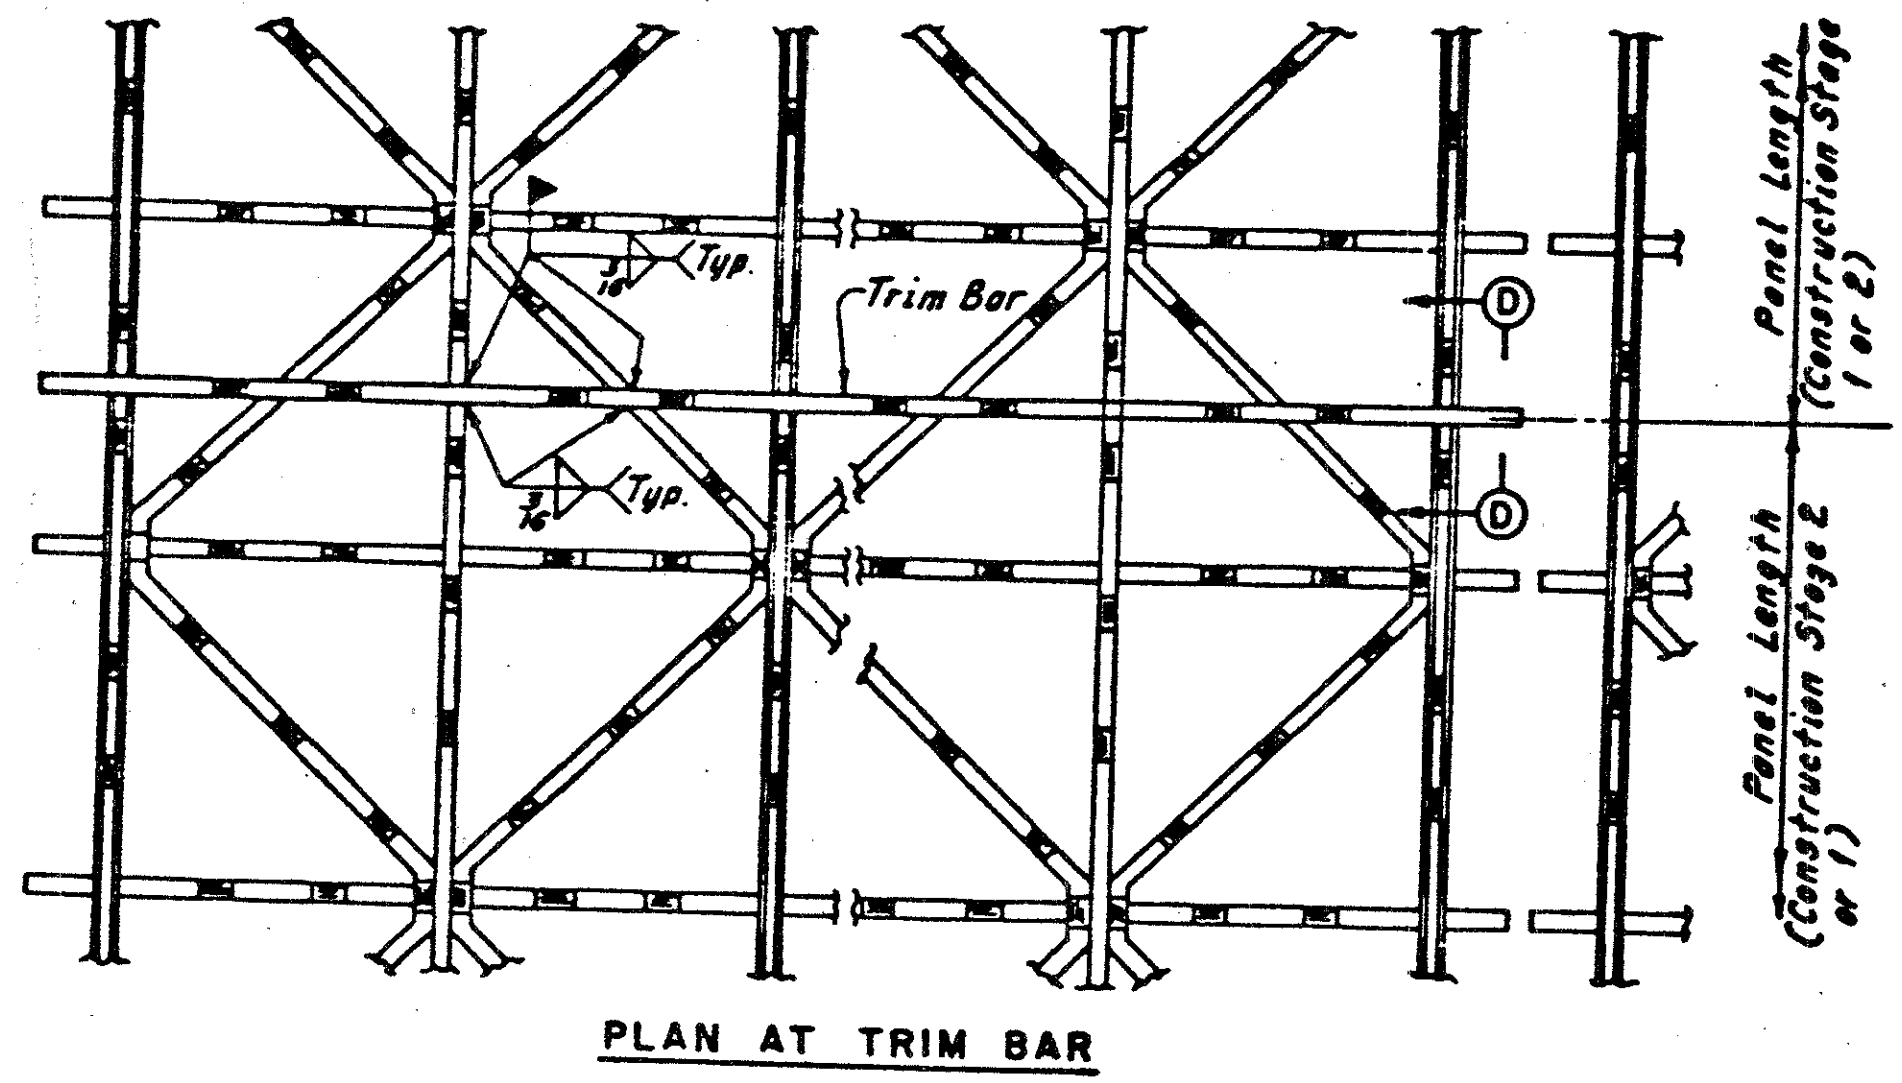 3/16 Typ.
Trim Bar
D
3/16 Typ.
D
Panel Length
(Construction Stage
1 or 2)
Panel Length
(Construction Stage 2
or 1)
PLAN AT TRIM BAR